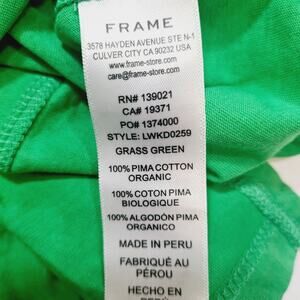 FRAME
3578 HAYDEN AVENUE STE N-1
CULVER CITY CA 90232 USA
www.frame-store.com
care@frame-store.com
RN# 139021
CA# 19371
PO# 1374000
STYLE: LWKD0259
GRASS GREEN
100% PIMA COTTON
ORGANIC
100% COTON PIMA
BIOLOGIQUE
100% ALGODÓN PIMA
ORGANICO
MADE IN PERU
FABRIQUÉ AU
PÉROU
HECHO EN